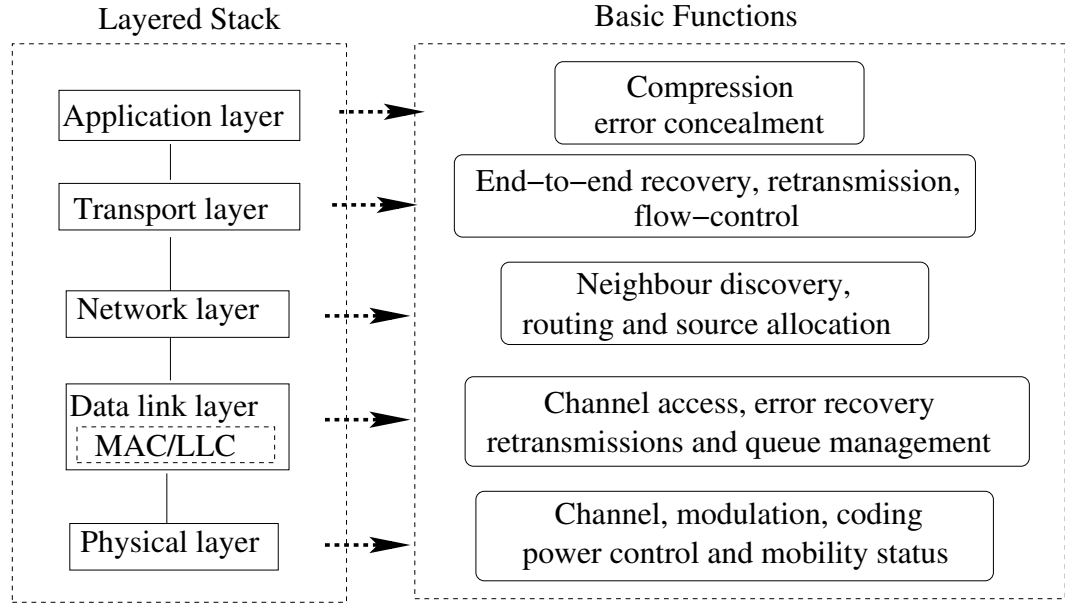 Layered Stack
Basic Functions
Application layer
Compression
error concealment
Transport layer
End−to−end recovery, retransmission,
flow−control
Network layer
Neighbour discovery,
routing and source allocation
Data link layer
MAC/LLC
Channel access, error recovery
retransmissions and queue management
Physical layer
Channel, modulation, coding
power control and mobility status